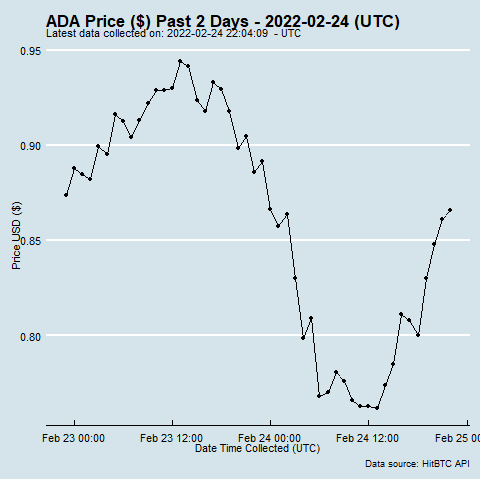 ADA Price ($) Past 2 Days - 2022-02-24 (UTC)
Latest data collected on: 2022-02-24 22:04:09  - UTC
0.95
0.90
0.85
0.80
Price USD ($)
Feb 23 00:00
Feb 23 12:00
Feb 24 00:00
Feb 24 12:00
Feb 25 00
Date Time Collected (UTC)
Data source: HitBTC API